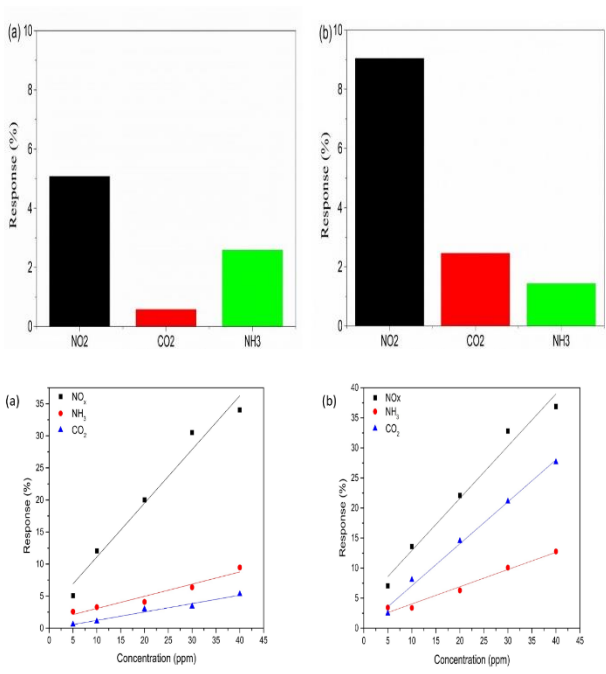 (a)
Response (%)
10
8
6
4
2
0
NO2 CO2 NH3
(b)
Response (%)
10
8
6
4
2
0
NO2 CO2 NH3
(a)
NOx
NH3
CO2
Response (%)
35
30
25
20
15
10
5
0
0 5 10 15 20 25 30 35 40 45
Concentration (ppm)
(b)
NOx
NH3
CO2
Response (%)
40
35
30
25
20
15
10
5
0
0 5 10 15 20 25 30 35 40 45
Concentration (ppm)